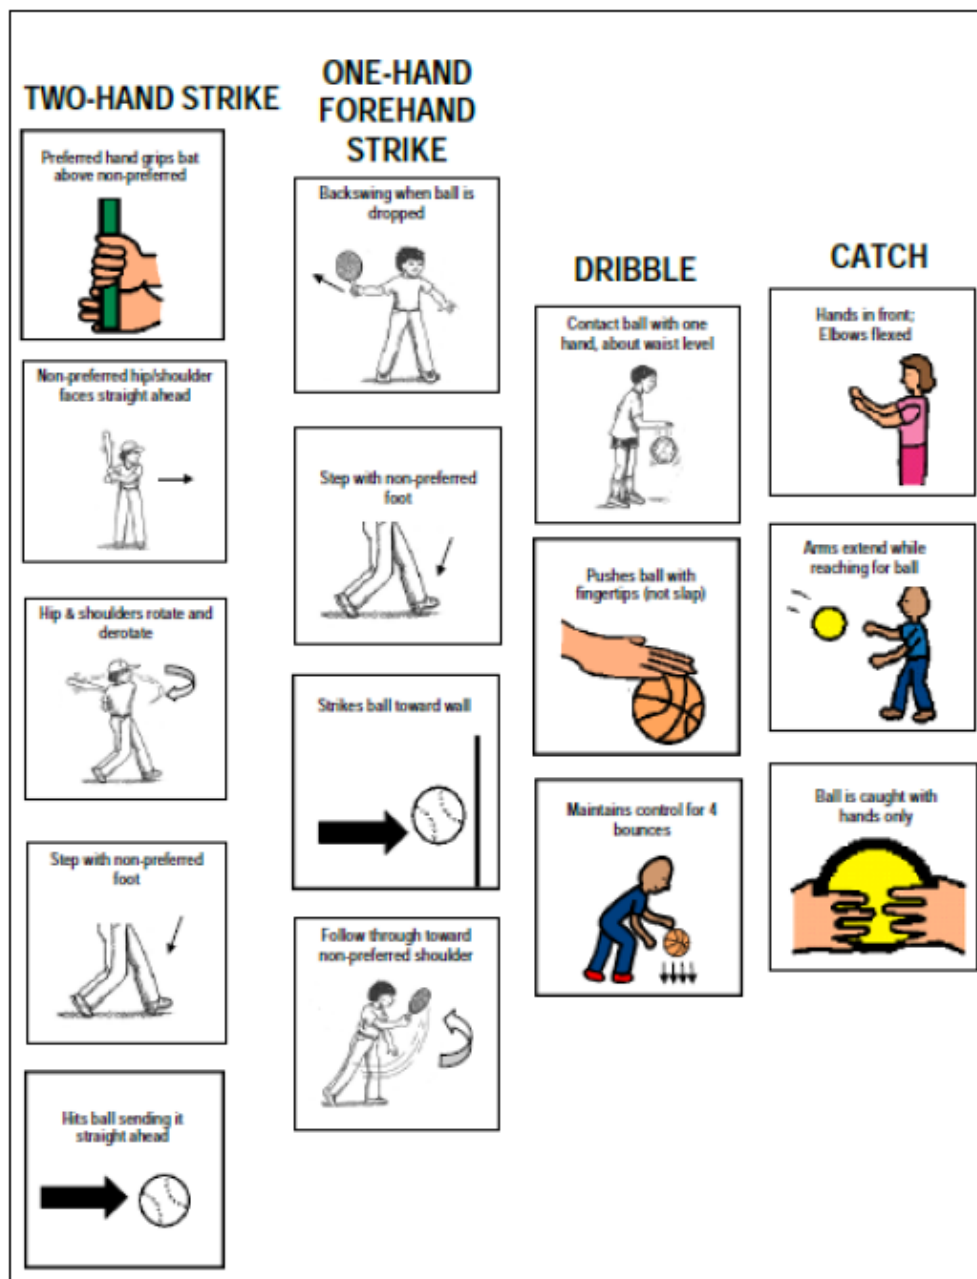 TWO-HAND STRIKE
Preferred hand grips bat
above non-preferred
Non-preferred hip/shoulder
faces straight ahead
Hip & shoulders rotate and
derotate
Step with non-preferred
foot
Hits ball sending it
straight ahead
ONE-HAND
FOREHAND
STRIKE
Backswing when ball is
dropped
Step with non-preferred
foot
Strikes ball toward wall
Follow through toward
non-preferred shoulder
DRIBBLE
Contact ball with one
hand, about waist level
Pushes ball with
fingertips (not slap)
Maintains control for 4
bounces
CATCH
Hands in front;
Elbows flexed
Arms extend while
reaching for ball
Ball is caught with
hands only